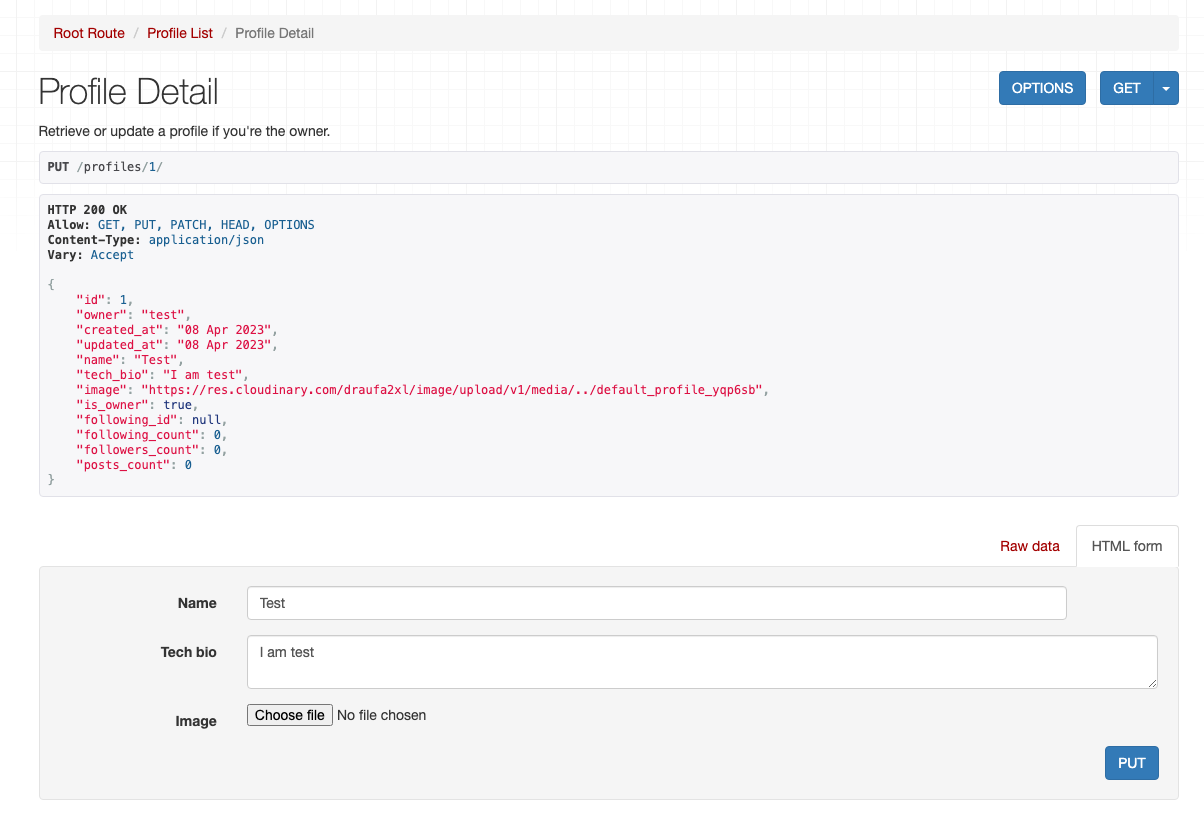 Root Route / Profile List / Profile Detail
Profile Detail
OPTIONS
GET
Retrieve or update a profile if you're the owner.
PUT /profiles/1/
HTTP 200 OK
Allow: GET, PUT, PATCH, HEAD, OPTIONS
Content-Type: application/json
Vary: Accept
{
    "id": 1,
    "owner": "test",
    "created_at": "08 Apr 2023",
    "updated_at": "08 Apr 2023",
    "name": "Test",
    "tech_bio": "I am test",
    "image": "https://res.cloudinary.com/draufa2xl/image/upload/v1/media/../default_profile_yqp6sb",
    "is_owner": true,
    "following_id": null,
    "following_count": 0,
    "followers_count": 0,
    "posts_count": 0
}
Raw data
HTML form
Name
Test
Tech bio
I am test
Image
Choose file No file chosen
PUT